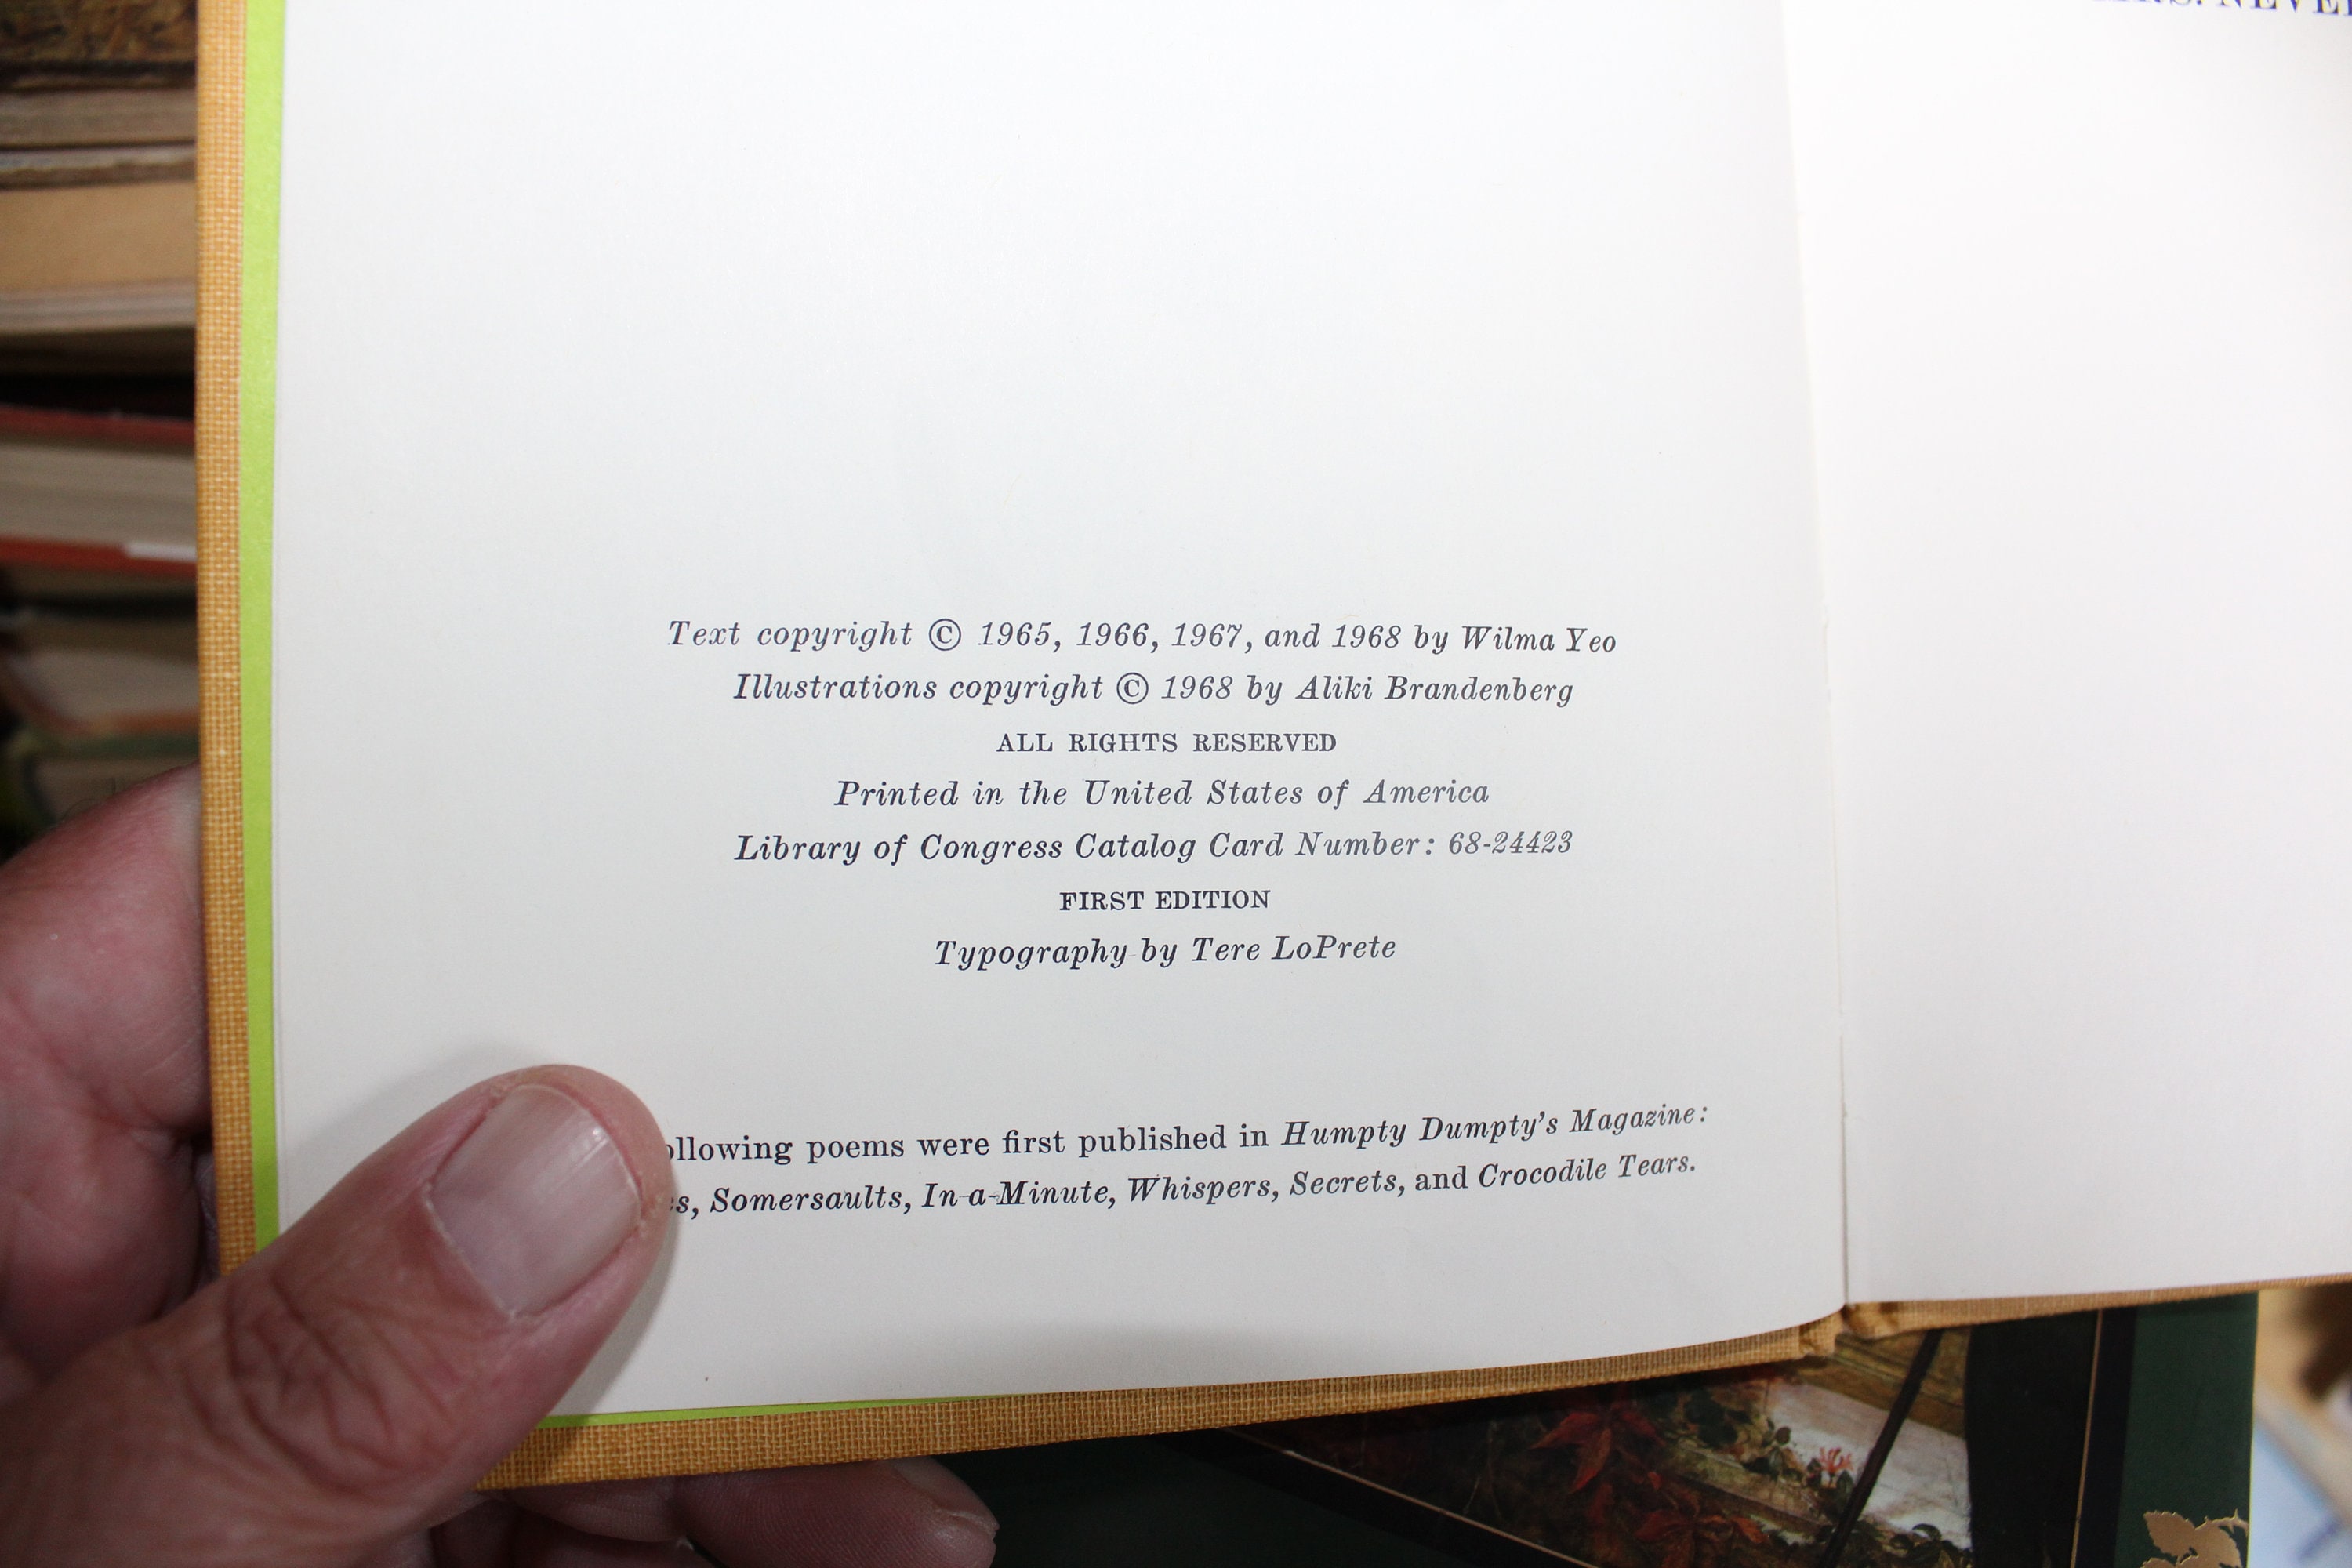 Text copyright © 1965, 1966, 1967, and 1968 by Wilma Yeo
Illustrations copyright © 1968 by Aliki Brandenberg
ALL RIGHTS RESERVED
Printed in the United States of America
Library of Congress Catalog Card Number: 68-24423
FIRST EDITION
Typography by Tere LoPrete
poems were first published in Humpty Dumpty's Magazine:
Somersaults, In-a-Minute, Whispers, Secrets, and Crocodile Tears.